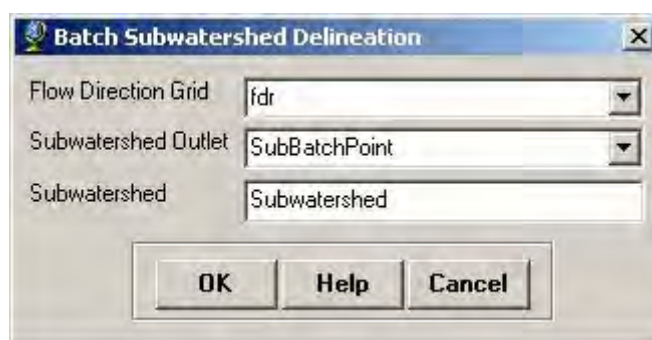 Batch Subwatershed Delineation
Flow Direction Grid fdr
Subwatershed Outlet SubBatchPoint
Subwatershed Subwatershed
OK Help Cancel